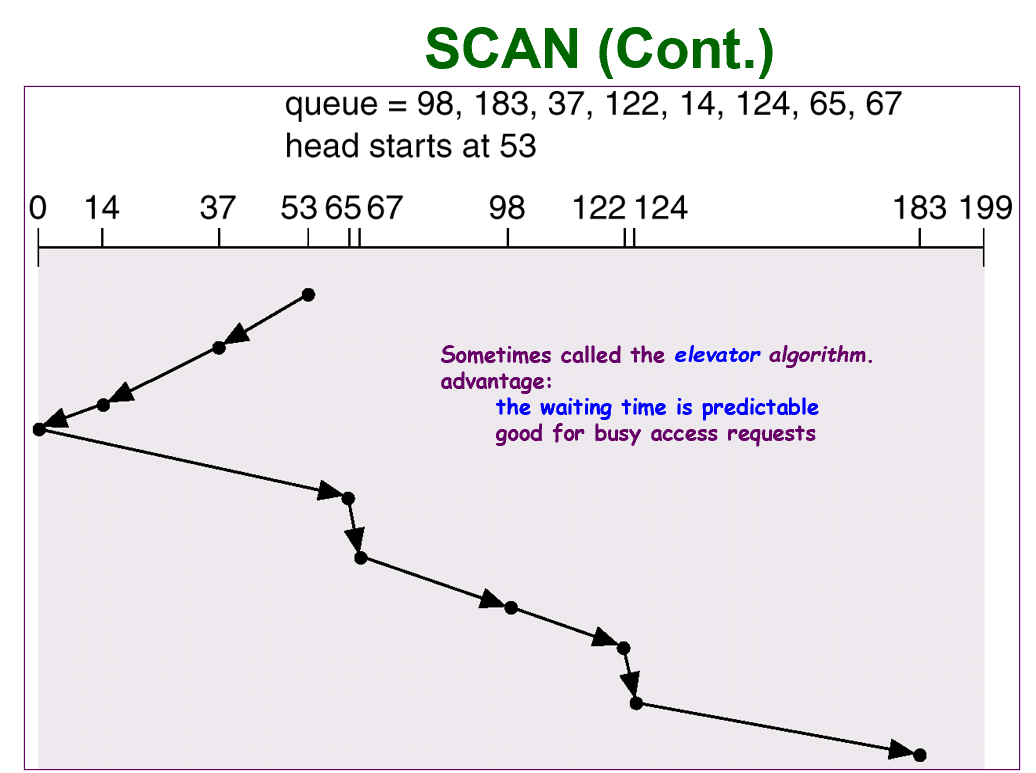 SCAN (Cont.)
queue = 98, 183, 37, 122, 14, 124, 65, 67
head starts at 53
0 14 37 53 65 67 98 122 124 183 199
Sometimes called the elevator algorithm.
advantage:
the waiting time is predictable
good for busy access requests